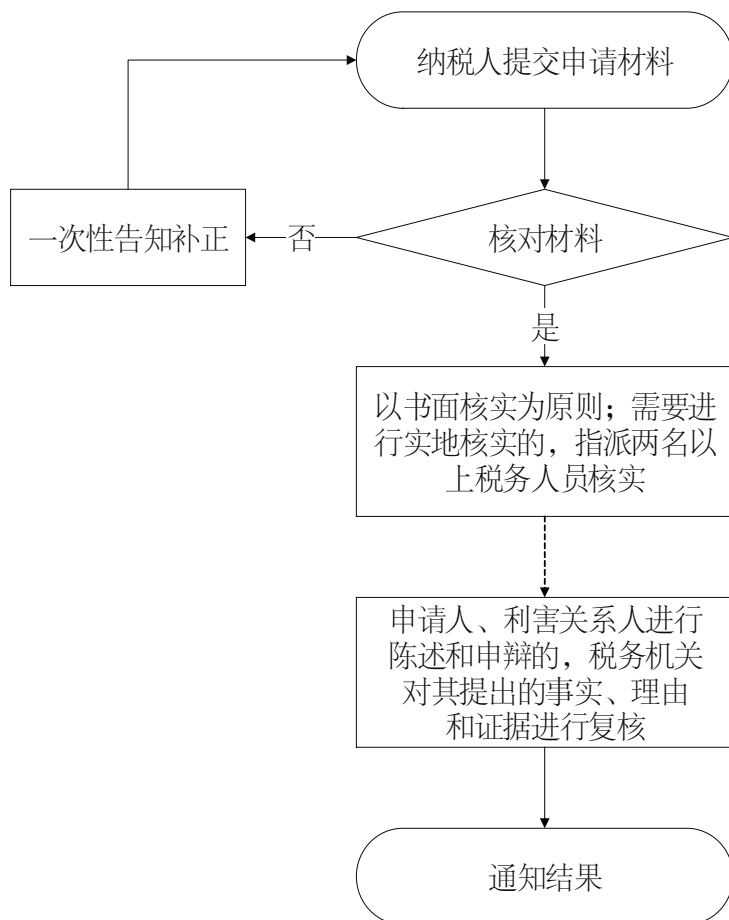 纳税人提交申请材料
一次性告知补正
否
核对材料
是
以书面核实为原则；需要进
行实地核实的，指派两名以
上税务人员核实
申请人、利害关系人进行
陈述和申辩的，税务机关
对其提出的事实、理由
和证据进行复核
通知结果